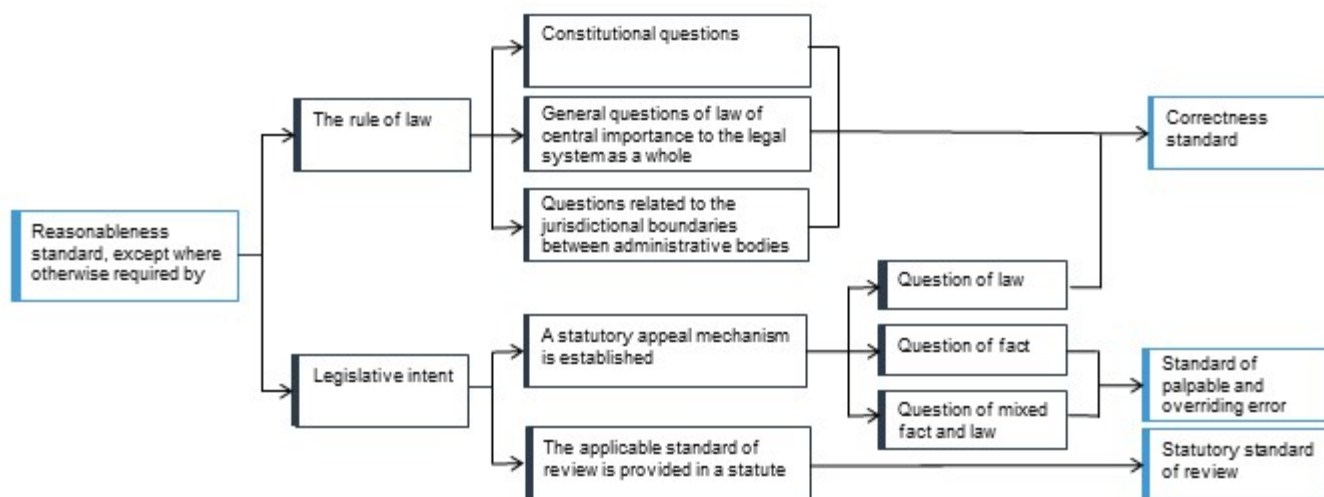 Constitutional questions
The rule of law
General questions of law of
central importance to the legal
system as a whole
Correctness
standard
Questions related to the
jurisdictional boundaries
between administrative bodies
Reasonableness
standard, except where
otherwise required by
Question of law
A statutory appeal mechanism
is established
Question of fact
Legislative intent
Standard of
palpable and
overriding error
Question of mixed
fact and law
The applicable standard of
review is provided in a statute
Statutory standard
of review